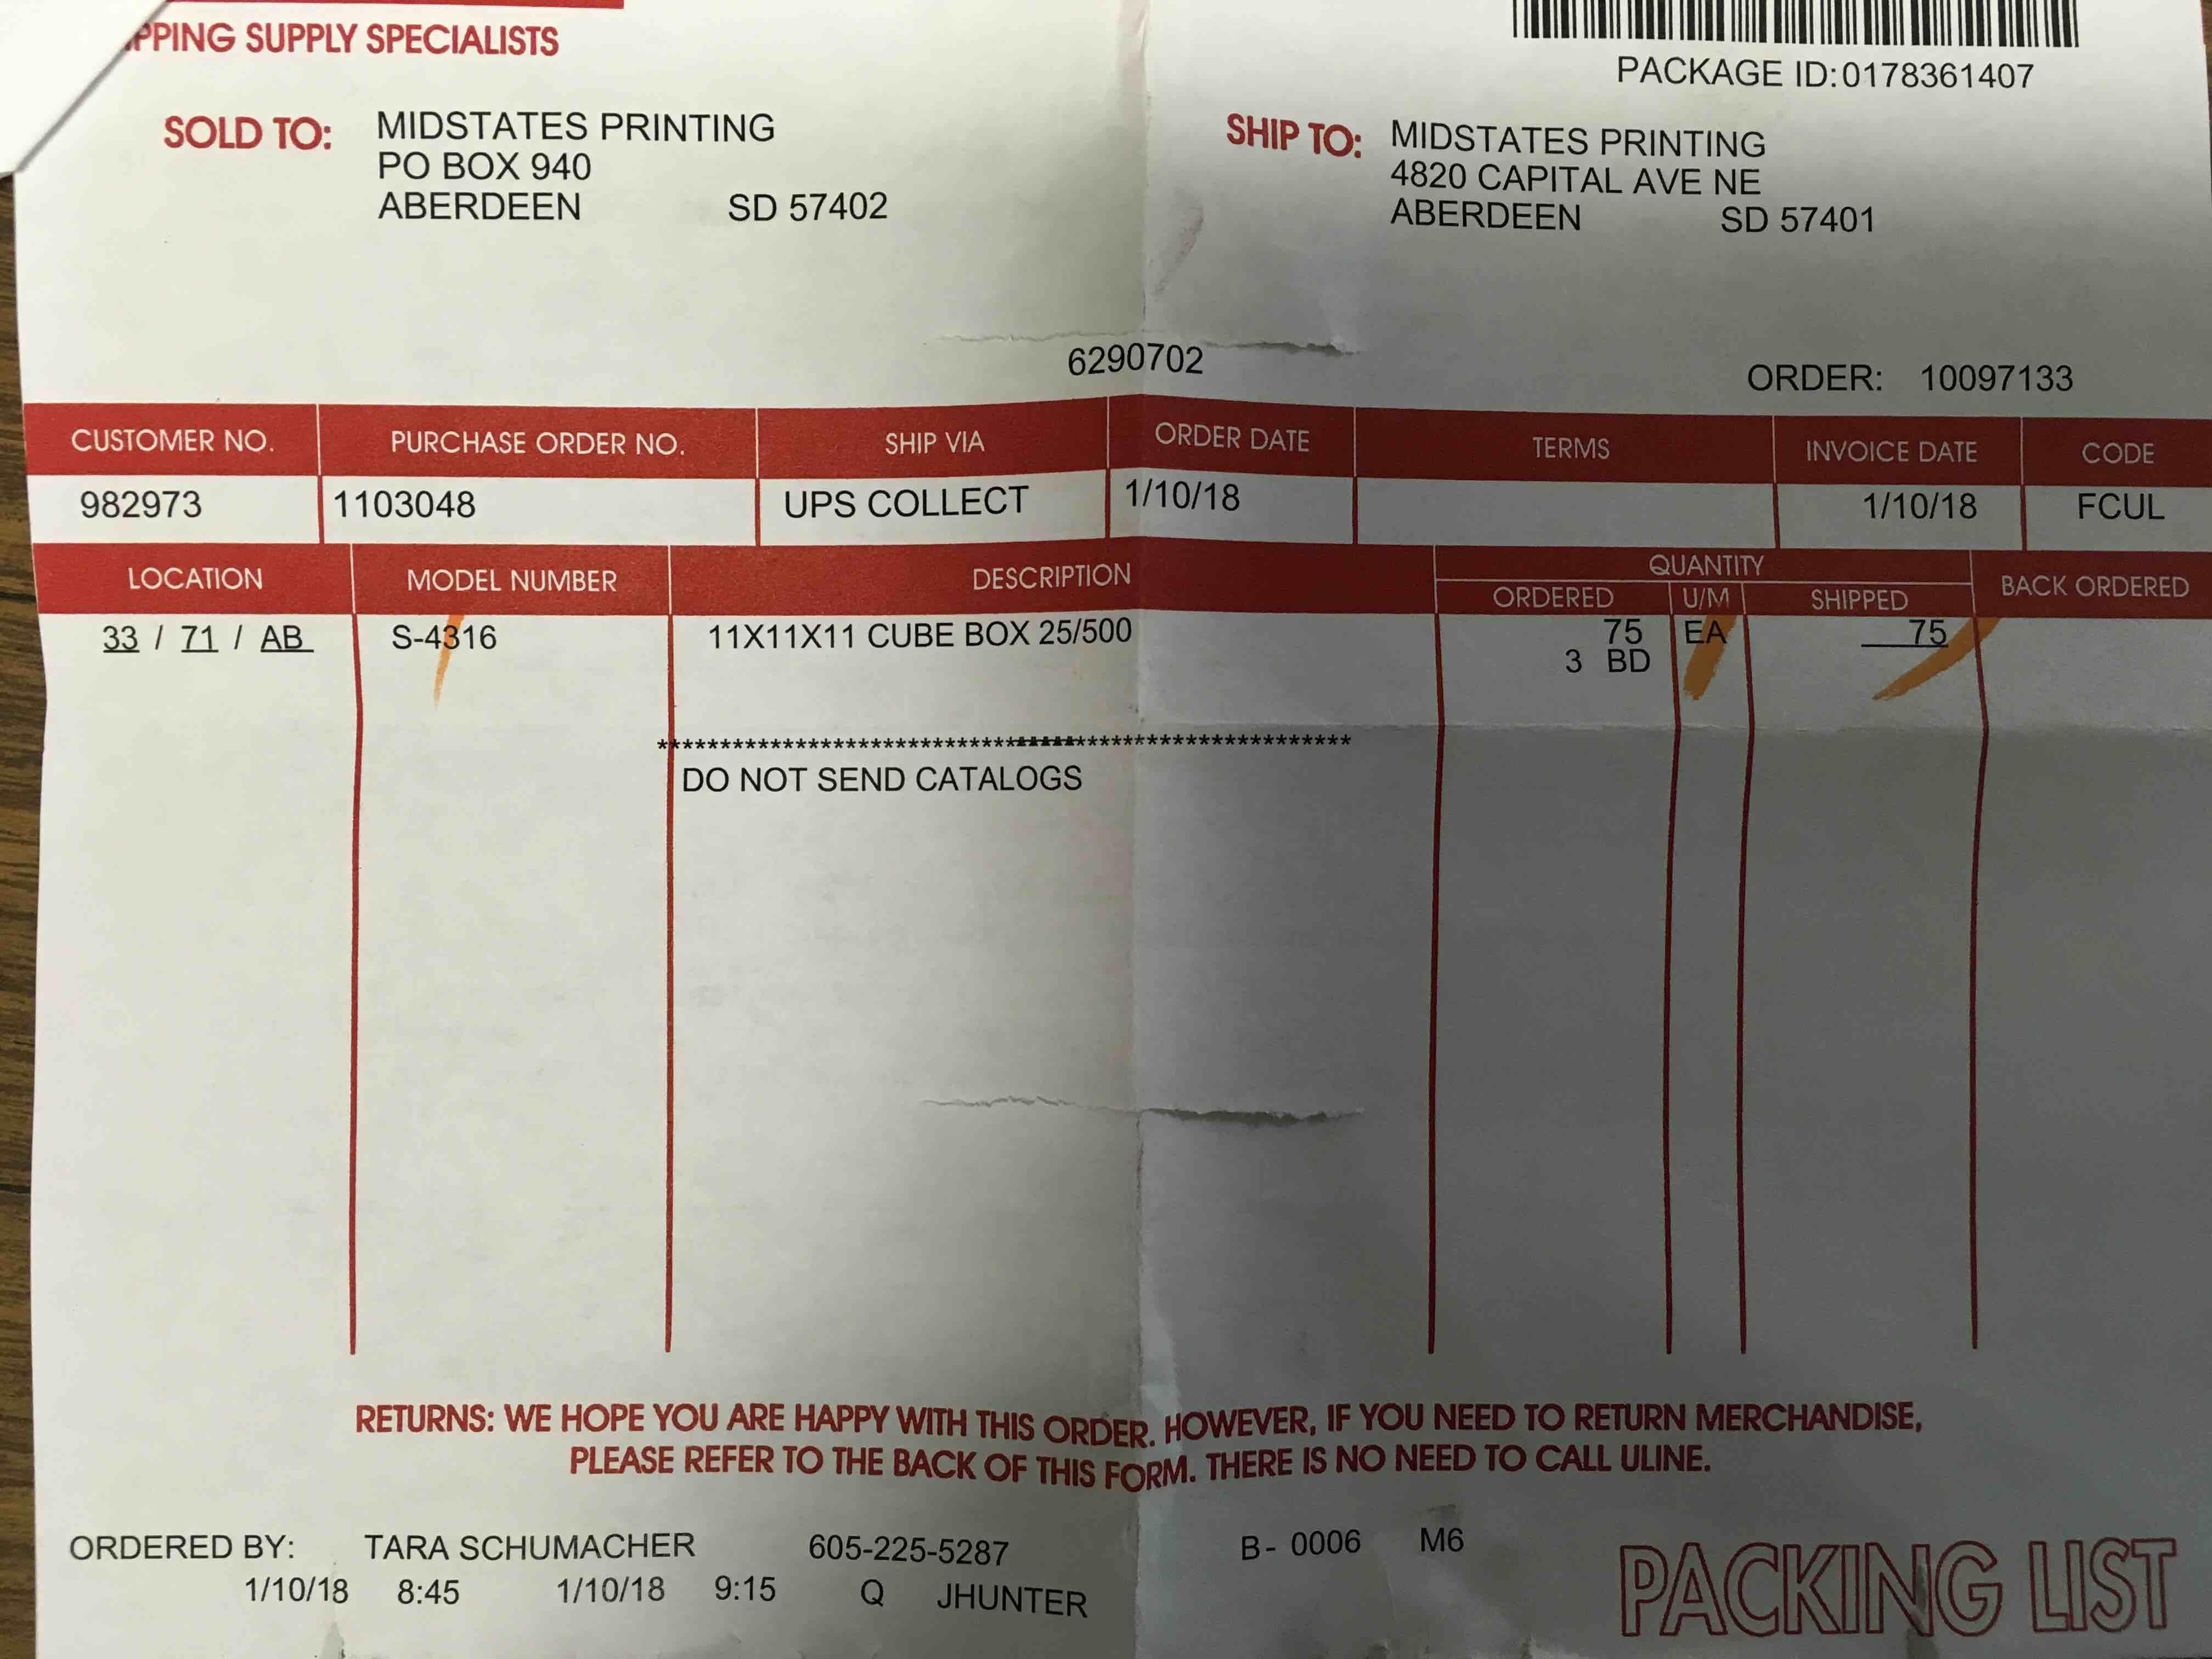 SUPPLY SPECIALISTS
PACKAGE ID:0178361407
SOLD TO: MIDSTATES PRINTING
PO BOX 940
ABERDEEN SD 57402
SHIP TO: MIDSTATES PRINTING
4820 CAPITAL AVE NE
ABERDEEN SD 57401
6290702
ORDER: 10097133
CUSTOMER NO. PURCHASE ORDER NO. SHIP VIA ORDER DATE TERMS INVOICE DATE CODE
982973 1103048 UPS COLLECT 1/10/18 1/10/18 FCUL
LOCATION MODEL NUMBER DESCRIPTION QUANTITY BACK ORDERED
ORDERED U/M SHIPPED
33 / 71 / AB S-4316 11X11X11 CUBE BOX 25/500 75 EA 75
3 BD
******************************************************
DO NOT SEND CATALOGS
RETURNS: WE HOPE YOU ARE HAPPY WITH THIS ORDER. HOWEVER, IF YOU NEED TO RETURN MERCHANDISE,
PLEASE REFER TO THE BACK OF THIS FORM. THERE IS NO NEED TO CALL ULINE.
ORDERED BY: TARA SCHUMACHER 605-225-5287 B- 0006 M6
1/10/18 8:45 1/10/18 9:15 Q JHUNTER
PACKING LIST